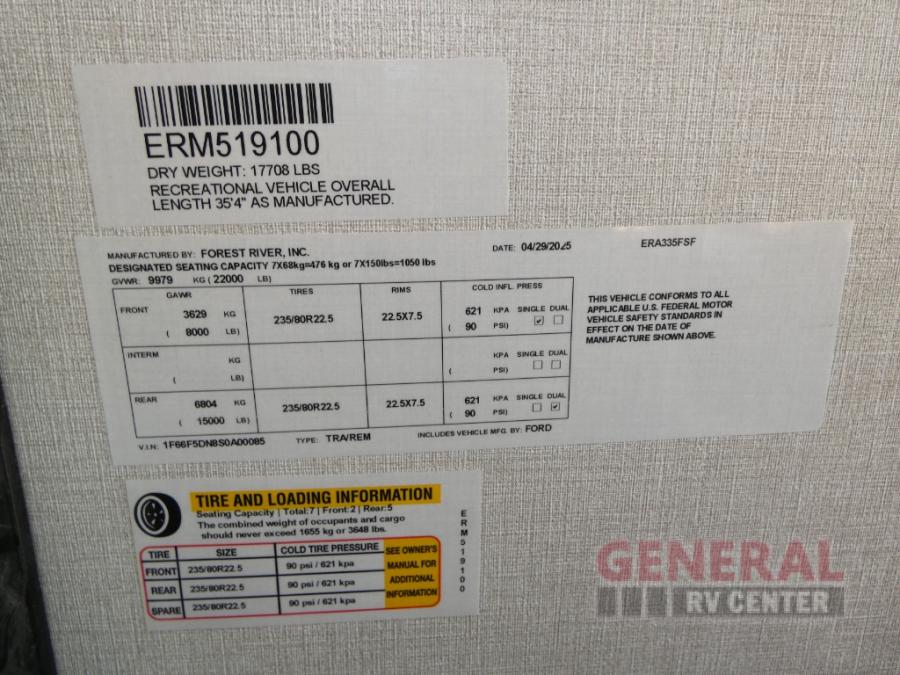 ERM519100
DRY WEIGHT: 17708 LBS
RECREATIONAL VEHICLE OVERALL
LENGTH 35'4" AS MANUFACTURED.
MANUFACTURED BY: FOREST RIVER, INC. DATE: 04/29/2025 ERA335FSF
DESIGNATED SEATING CAPACITY 7X68kg=476 kg or 7X150lbs=1050 lbs
GVWR: 9979 KG ( 22000 LB)
GAWR TIRES RIMS COLD INFL. PRESS
FRONT 3629 KG 235/80R22.5 22.5X7.5 621 KPA SINGLE DUAL
( 8000 LB) ( 90 PSI) ☑ ☐
INTERM KG KPA SINGLE DUAL
( LB) ( PSI) ☐ ☐
REAR 6804 KG 235/80R22.5 22.5X7.5 621 KPA SINGLE DUAL
( 15000 LB) ( 90 PSI) ☐ ☑
V.I.N: 1F66F5DN8S0A00085 TYPE: TRA/REM INCLUDES VEHICLE MFG. BY: FORD
THIS VEHICLE CONFORMS TO ALL
APPLICABLE U.S. FEDERAL MOTOR
VEHICLE SAFETY STANDARDS IN
EFFECT ON THE DATE OF
MANUFACTURE SHOWN ABOVE.
TIRE AND LOADING INFORMATION
Seating Capacity | Total:7 | Front:2 | Rear:5
The combined weight of occupants and cargo
should never exceed 1655 kg or 3648 lbs.
TIRE SIZE COLD TIRE PRESSURE
FRONT 235/80R22.5 90 psi / 621 kpa
REAR 235/80R22.5 90 psi / 621 kpa
SPARE 235/80R22.5 90 psi / 621 kpa
SEE OWNER'S
MANUAL FOR
ADDITIONAL
INFORMATION
ERM519100
GENERAL
RV CENTER